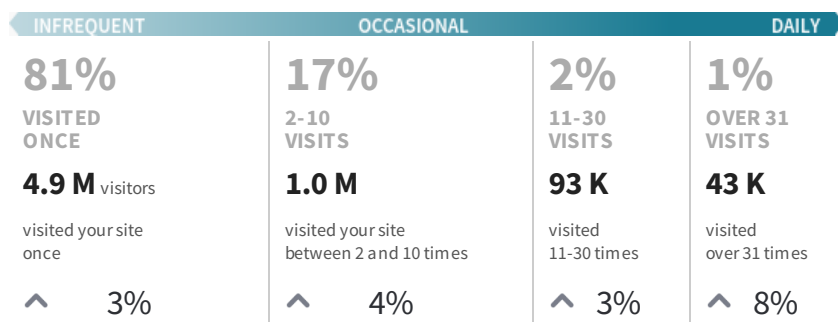 INFREQUENT OCCASIONAL DAILY
81%
VISITED
ONCE
4.9 M visitors
visited your site
once
3%
17%
2-10
VISITS
1.0 M
visited your site
between 2 and 10 times
4%
2%
11-30
VISITS
93 K
visited
11-30 times
3%
1%
OVER 31
VISITS
43 K
visited
over 31 times
8%